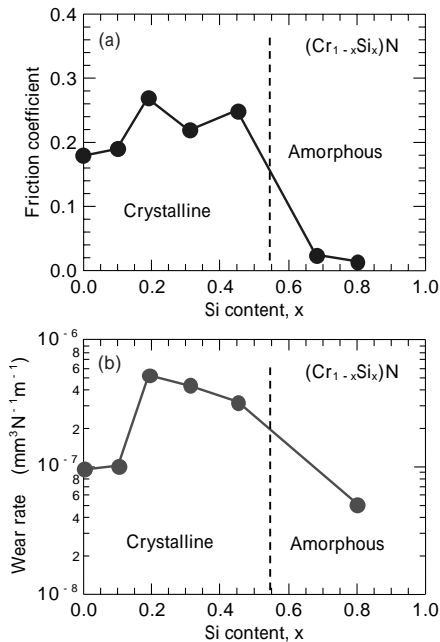 (a)
(Cr₁₋ₓSiₓ)N
0.4
0.3
0.2
0.1
0.0
Friction coefficient
Crystalline
Amorphous
0.0 0.2 0.4 0.6 0.8 1.0
Si content, x
(b)
(Cr₁₋ₓSiₓ)N
10⁻⁶
8
6
4
2
10⁻⁷
8
6
4
2
10⁻⁸
Wear rate (mm³N⁻¹m⁻¹)
Crystalline
Amorphous
0.0 0.2 0.4 0.6 0.8 1.0
Si content, x